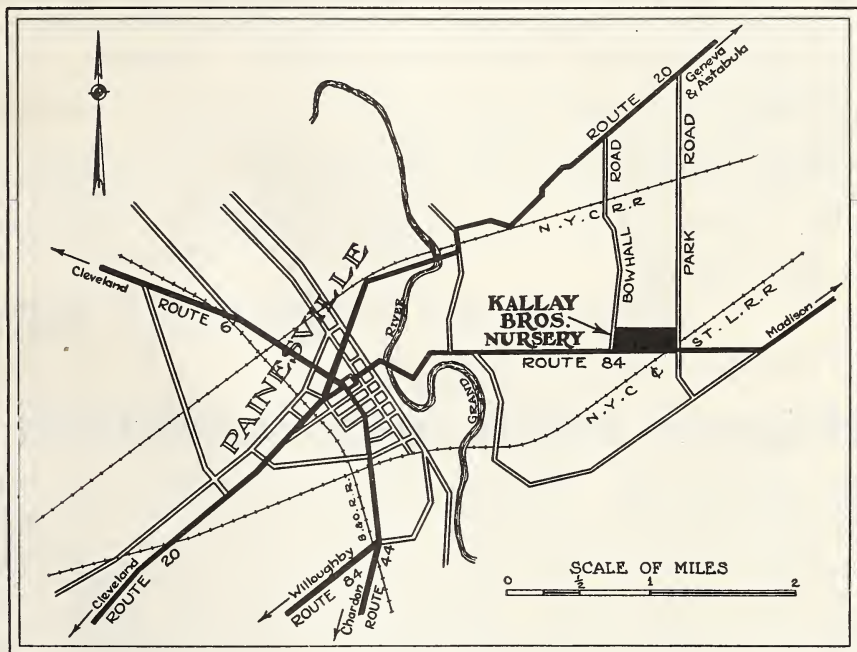 ROUTE 20
Geneva
& Astabula
ROAD
ROAD
N.Y.C R.R
BOWHALL
PARK
PAINESVILLE
Cleveland
ROUTE 6
RIVER
KALLAY
BROS.
NURSERY
ST. L. R.R
Madison
ROUTE 84
N.Y.C &
GRAND
B.&O. R.R.
Cleveland
ROUTE 20
Willoughby
ROUTE 84
Chardon
ROUTE 44
SCALE OF MILES
0 ½ 1 2